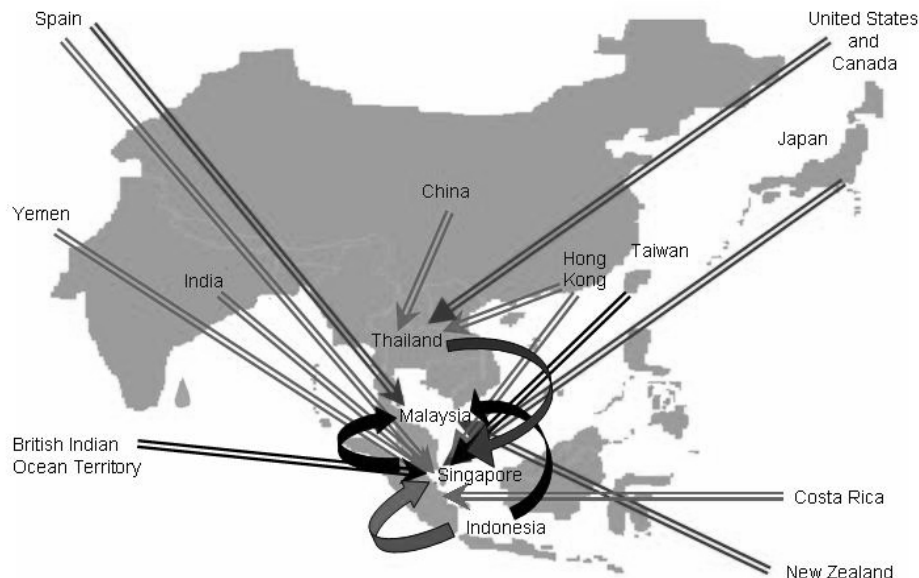 Spain
United States
and
Canada
Japan
China
Yemen
Hong
Kong
Taiwan
India
Thailand
Malaysia
British Indian
Ocean Territory
Singapore
Costa Rica
Indonesia
New Zealand